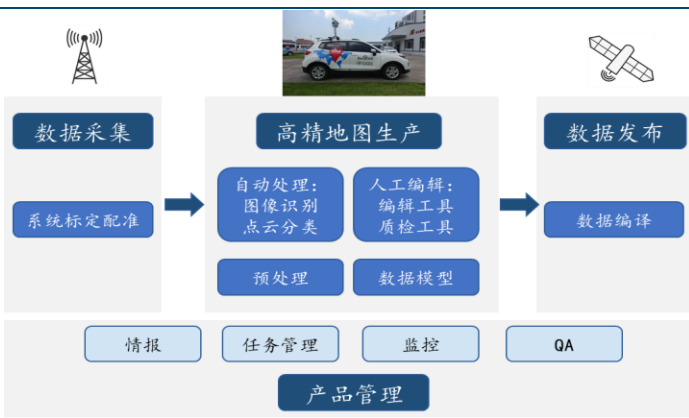 数据采集
高精地图生产
数据发布
系统标定配准
自动处理：
图像识别
点云分类
人工编辑：
编辑工具
质检工具
数据编译
预处理
数据模型
情报
任务管理
监控
QA
产品管理